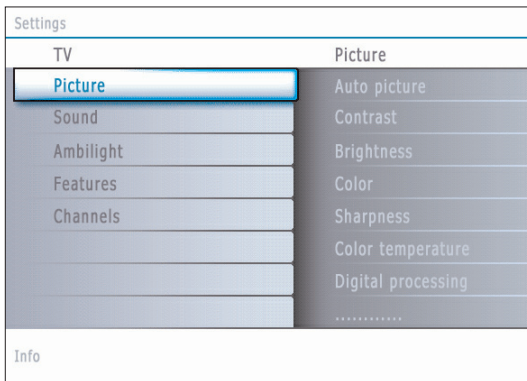 Settings
TV
Picture
Sound
Ambilight
Features
Channels
Picture
Auto picture
Contrast
Brightness
Color
Sharpness
Color temperature
Digital processing
............
Info